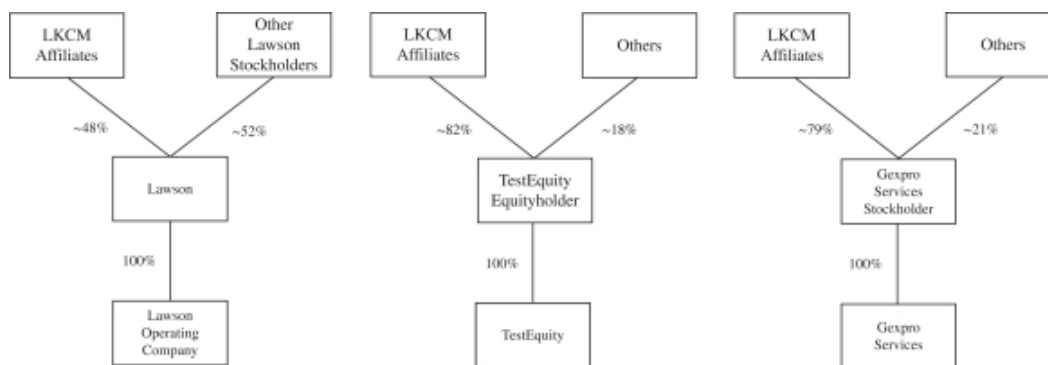 LKCM
Affiliates
Other
Lawson
Stockholders
~48%
~52%
Lawson
100%
Lawson
Operating
Company
LKCM
Affiliates
Others
~82%
~18%
TestEquity
Equityholder
100%
TestEquity
LKCM
Affiliates
Others
~79%
~21%
Gexpro
Services
Stockholder
100%
Gexpro
Services